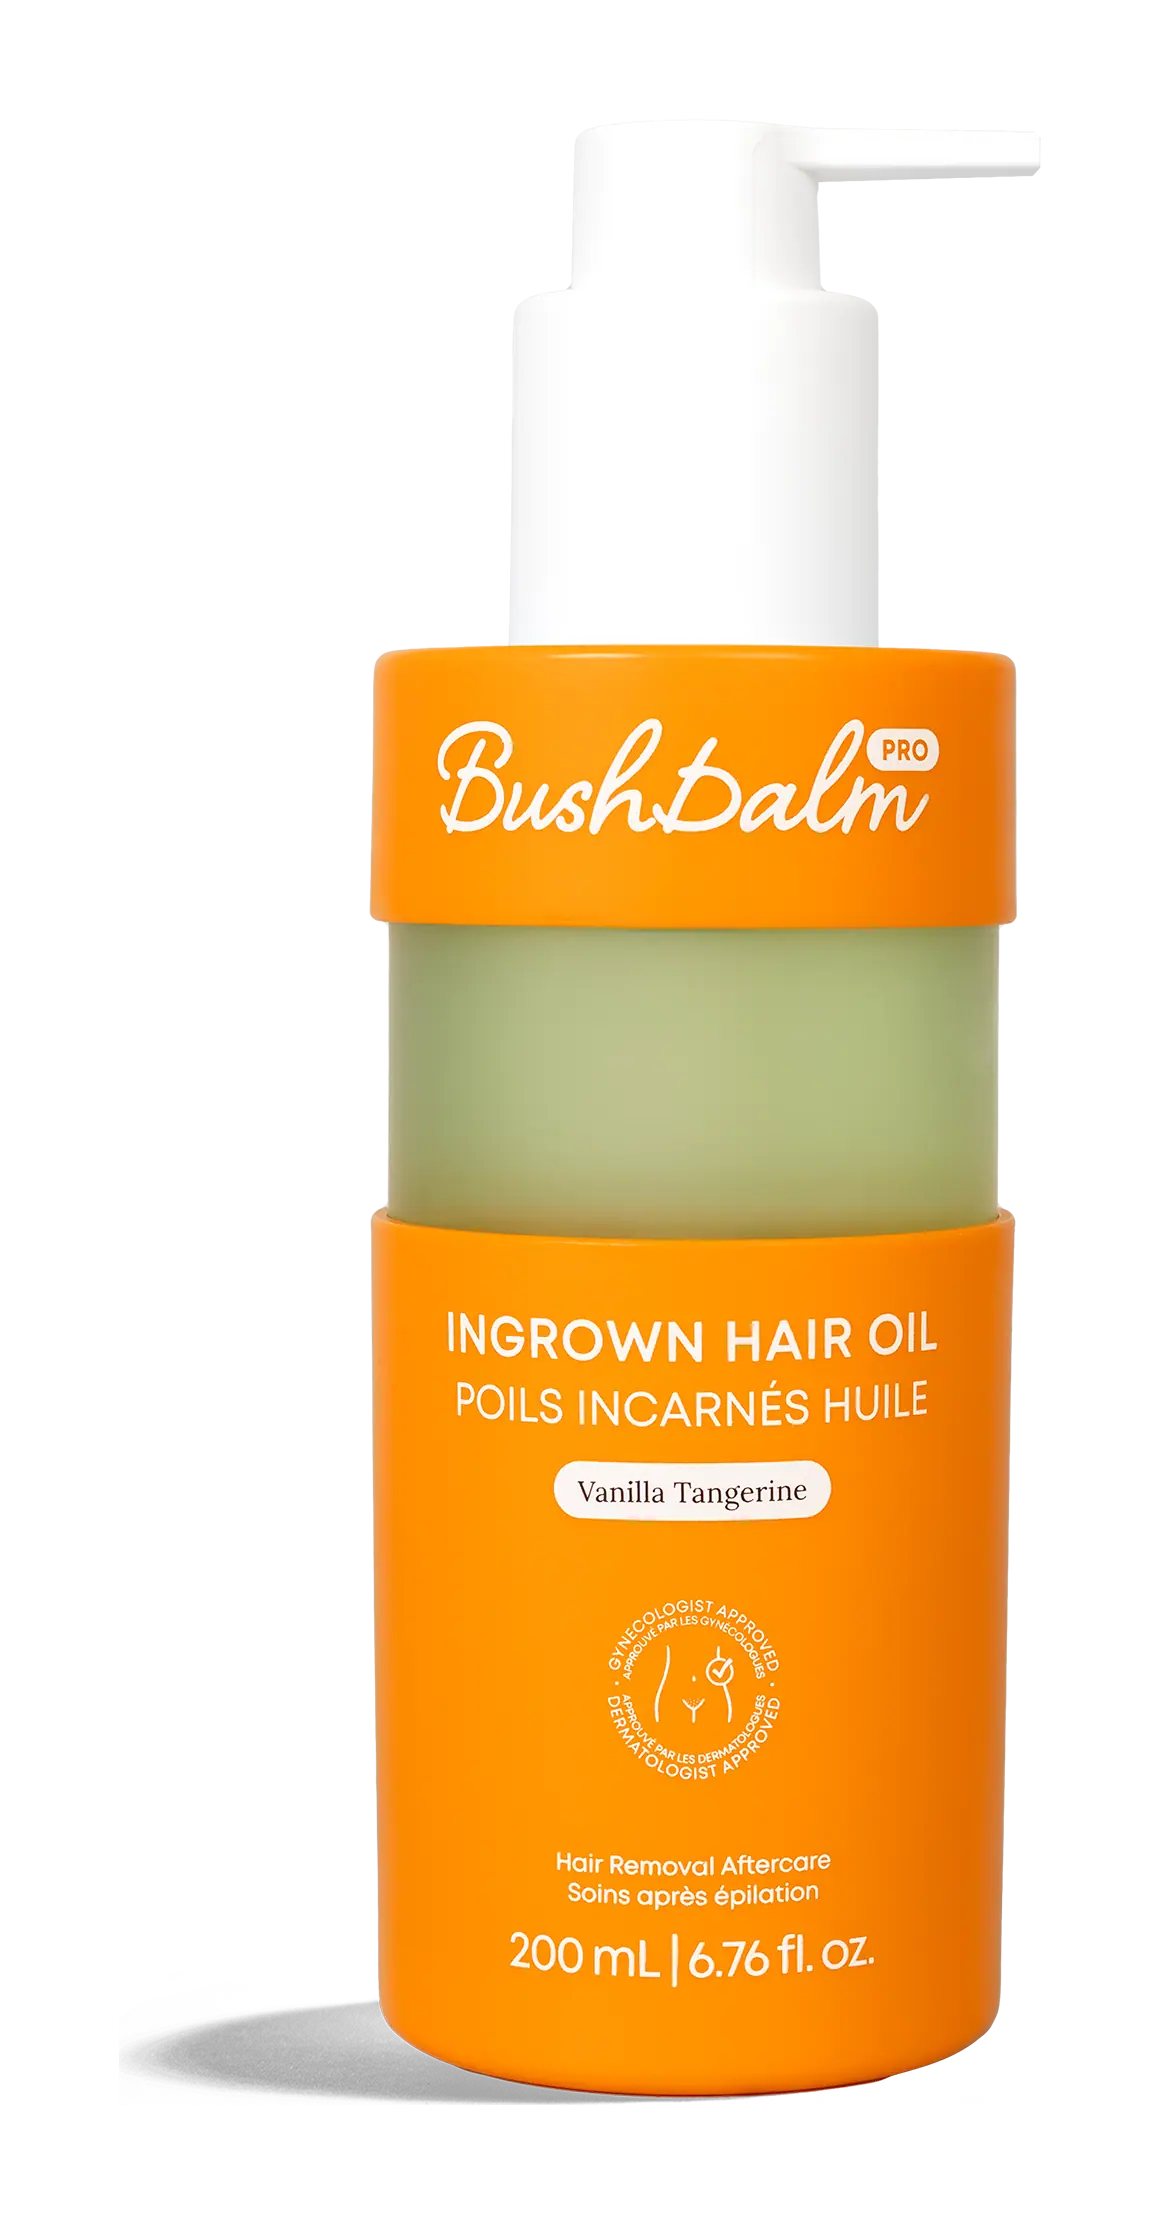 Bushbalm PRO
INGROWN HAIR OIL
POILS INCARNÉS HUILE
Vanilla Tangerine
GYNECOLOGIST APPROVED
APPROUVÉ PAR LES GYNÉCOLOGUES
APPROUVÉ PAR LES DERMATOLOGUES
DERMATOLOGIST APPROVED
Hair Removal Aftercare
Soins après épilation
200 mL | 6.76 fl. oz.